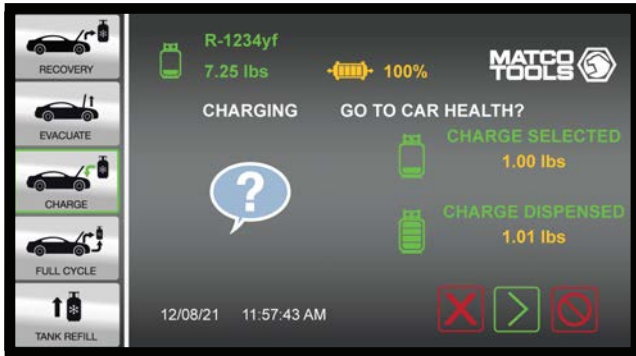 RECOVERY
EVACUATE
CHARGE
FULL CYCLE
TANK REFILL
R-1234yf
7.25 lbs
100%
MATCO
TOOLS
CHARGING
GO TO CAR HEALTH?
CHARGE SELECTED
1.00 lbs
?
CHARGE DISPENSED
1.01 lbs
12/08/21 11:57:43 AM